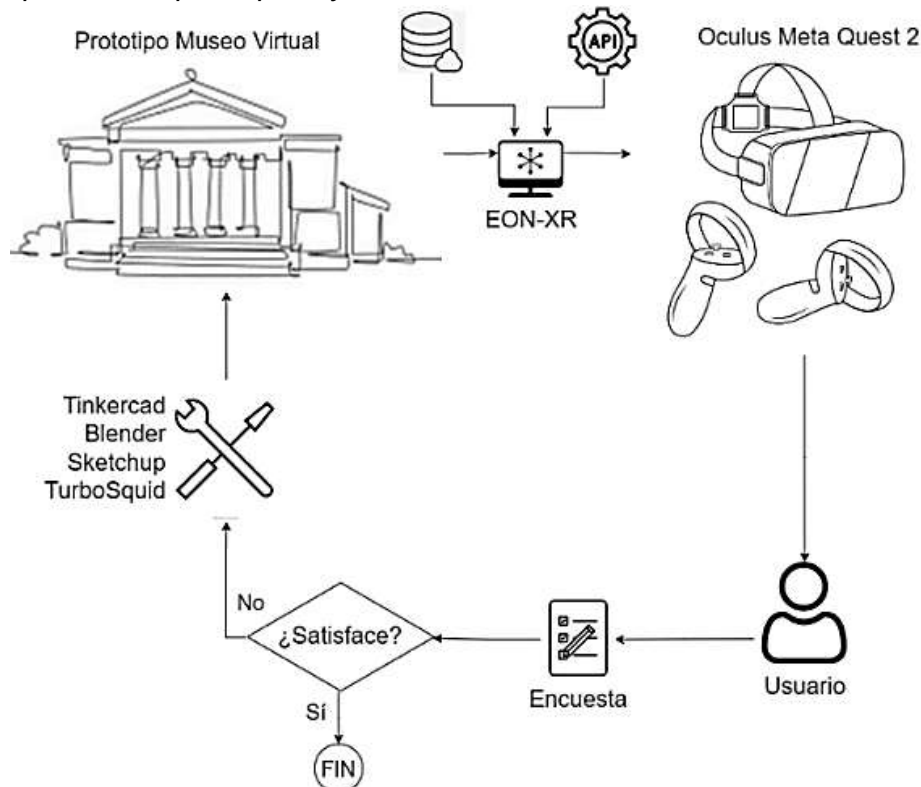 Prototipo Museo Virtual
API
Oculus Meta Quest 2
EON-XR
Tinkercad
Blender
Sketchup
TurboSquid
No
¿Satisface?
Encuesta
Usuario
Sí
FIN